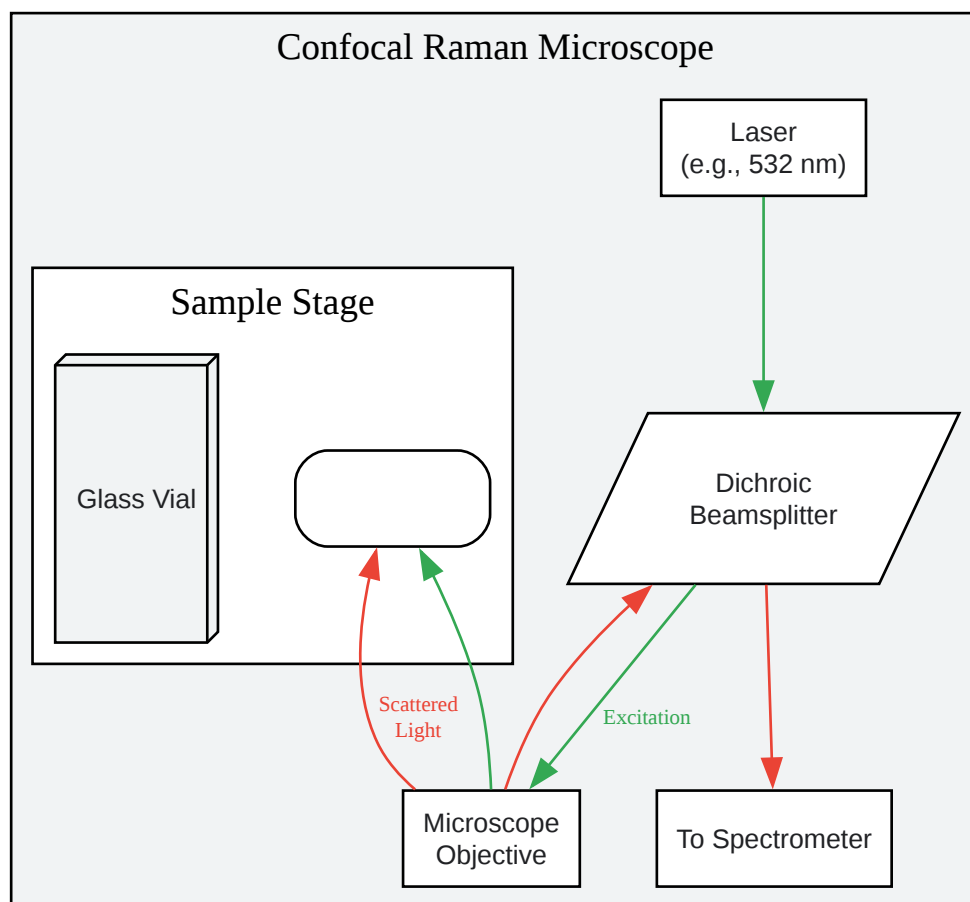 Confocal Raman Microscope
Laser
(e.g., 532 nm)
Sample Stage
Glass Vial
Dichroic
Beamsplitter
Scattered
Light
Excitation
Microscope
Objective
To Spectrometer